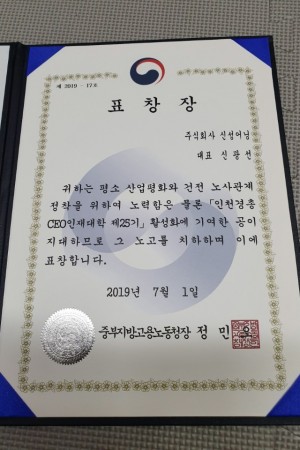 제 2019 - 17호
표 창 장
주식회사 신성어닝
대표 신 광 선
귀하는 평소 산업평화와 건전 노사관계
정착을 위하여 노력함은 물론 「인천경총
CEO인재대학 제25기」 활성화에 기여한 공이
지대하므로 그 노고를 치하하며 이에
표창합니다.
2019년 7월 1일
중부지방고용노동청장 정 민